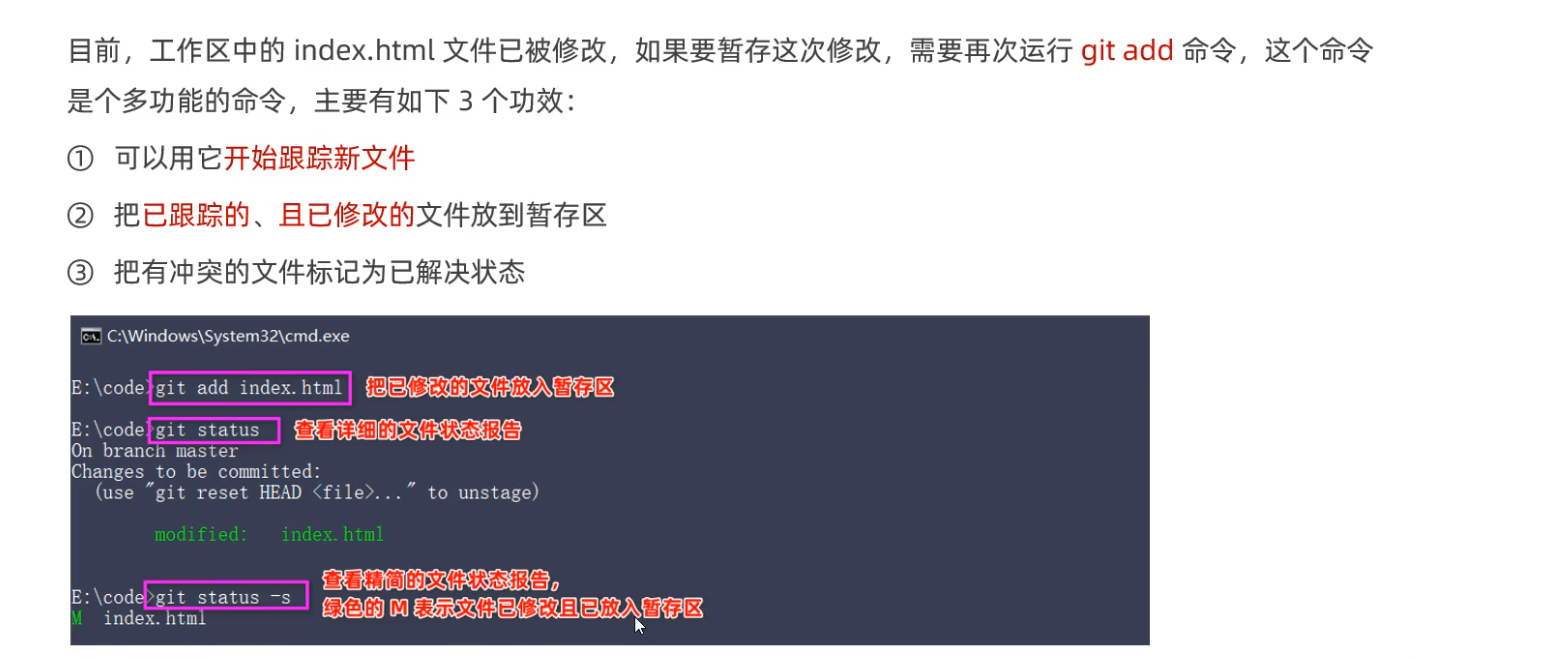 目前，工作区中的 index.html 文件已被修改，如果要暂存这次修改，需要再次运行 git add 命令，这个命令
是个多功能的命令，主要有如下 3 个功效：
① 可以用它开始跟踪新文件
② 把已跟踪的、且已修改的文件放到暂存区
③ 把有冲突的文件标记为已解决状态
C:\Windows\System32\cmd.exe
E:\code>git add index.html 把已修改的文件放入暂存区
E:\code>git status 查看详细的文件状态报告
On branch master
Changes to be committed:
(use "git reset HEAD <file>..." to unstage)
modified: index.html
查看精简的文件状态报告，
E:\code>git status -s
绿色的 M 表示文件已修改且已放入暂存区
M index.html